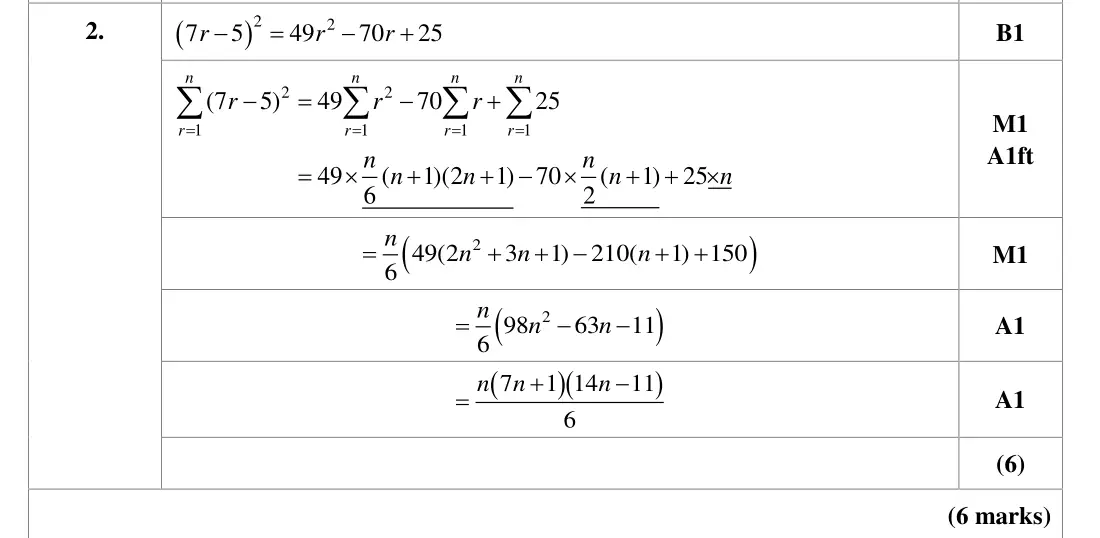 2. (7r − 5)² = 49r² − 70r + 25 B1
∑_{r=1}^{n} (7r − 5)² = 49 ∑_{r=1}^{n} r² − 70 ∑_{r=1}^{n} r + ∑_{r=1}^{n} 25
= 49 × n/6 (n + 1)(2n + 1) − 70 × n/2 (n + 1) + 25 × n
M1
A1ft
= n/6 (49(2n² + 3n + 1) − 210(n + 1) + 150) M1
= n/6 (98n² − 63n − 11) A1
= n(7n + 1)(14n − 11) / 6 A1
(6)
(6 marks)